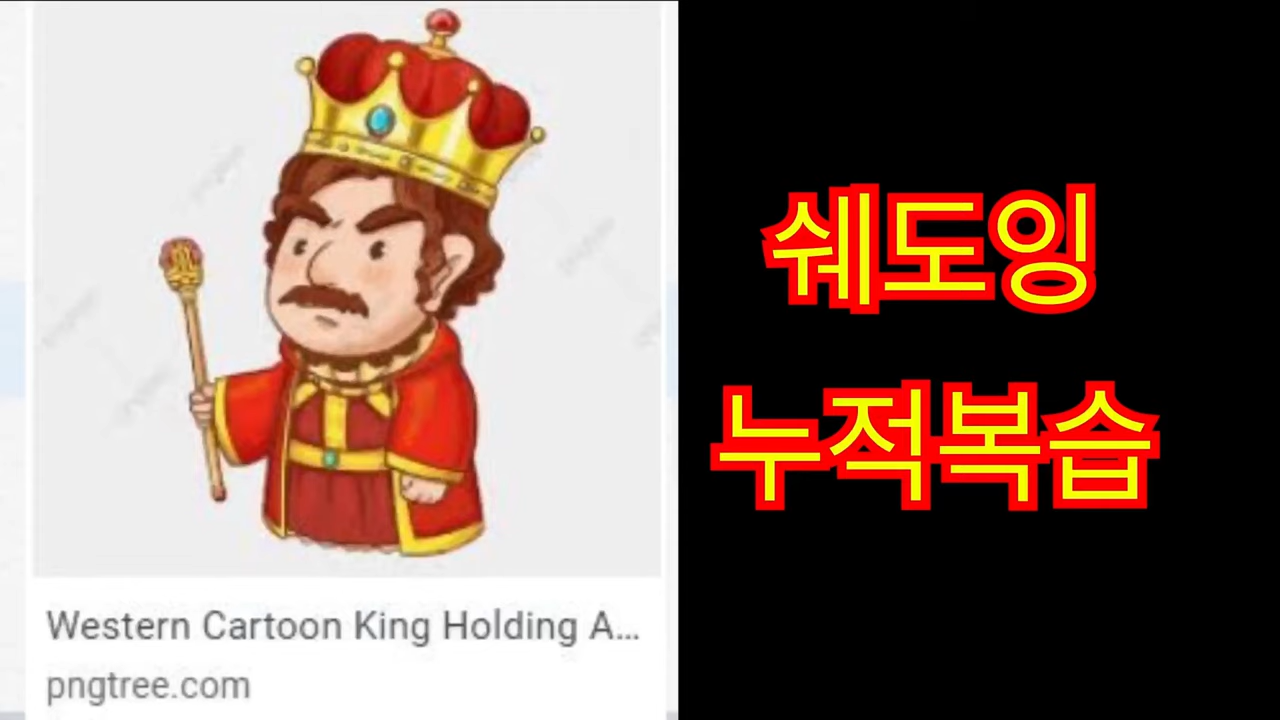 쉐도잉
누적복습
Western Cartoon King Holding A...
pngtree.com